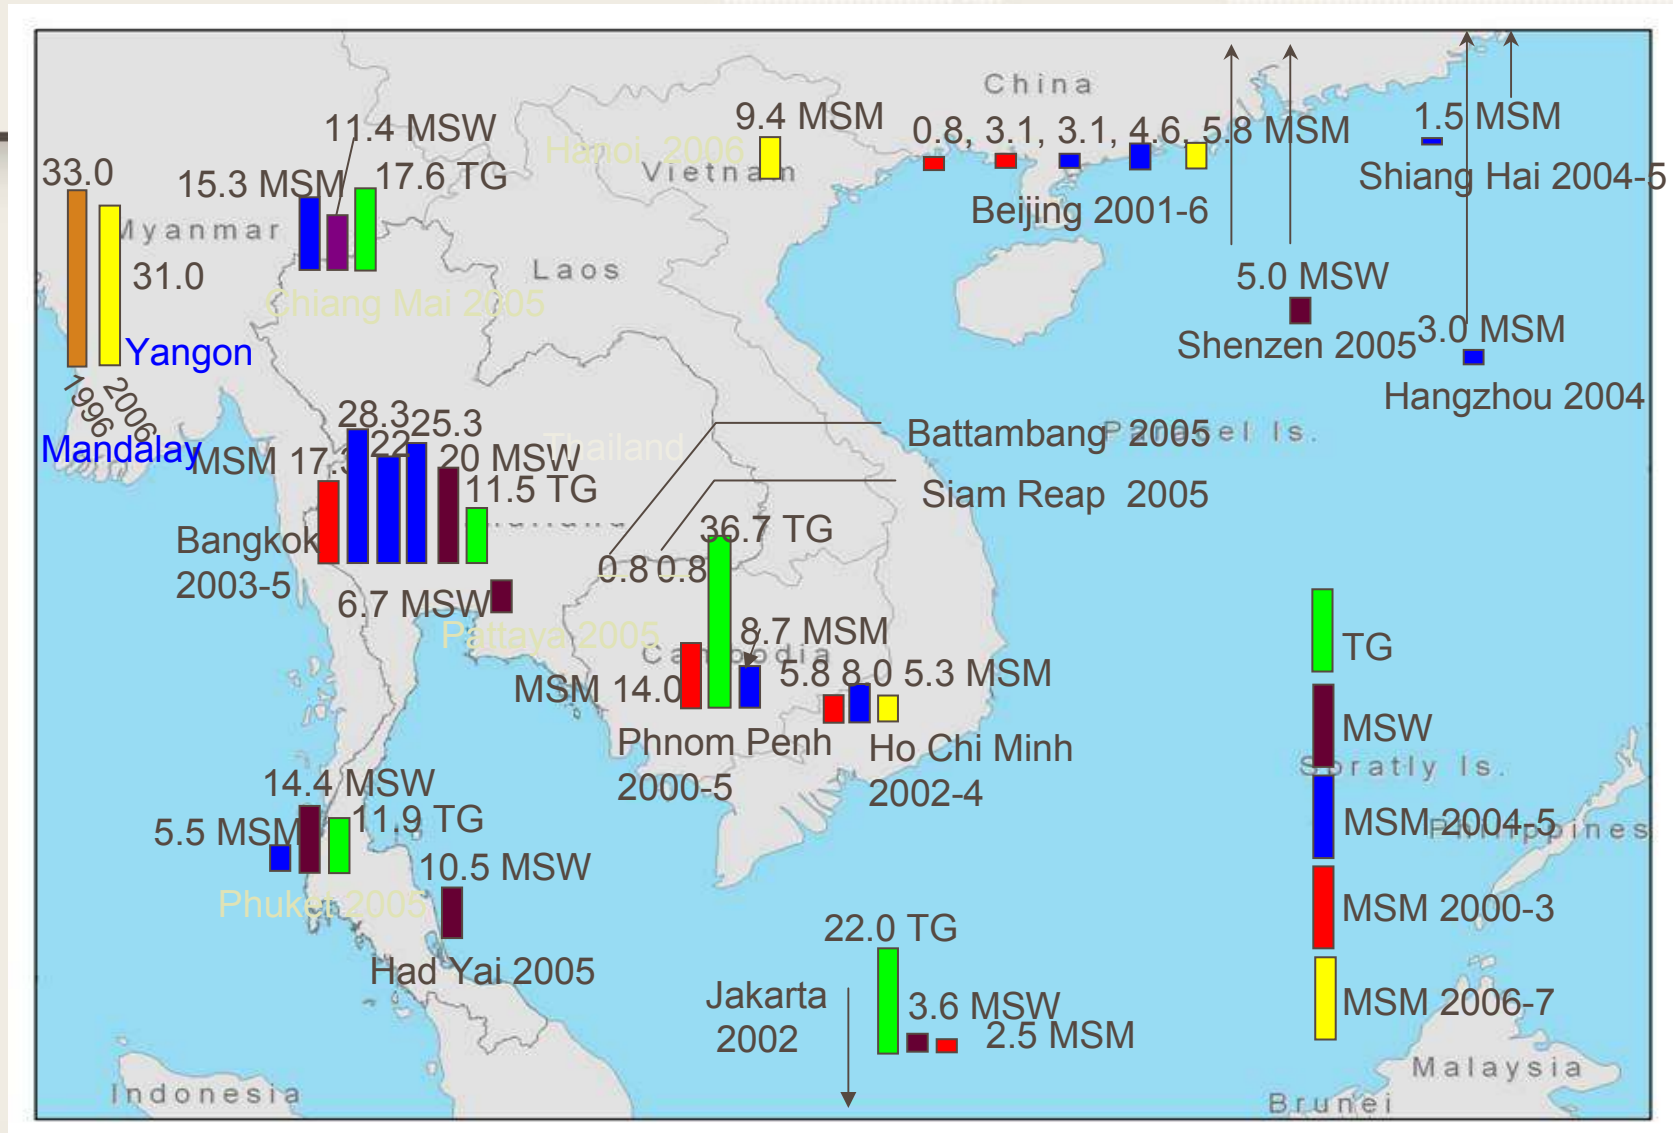 China
9.4 MSM
0.8, 3.1, 3.1, 4.6, 5.8 MSM
1.5 MSM
11.4 MSW
Hanoi 2006
Vietnam
33.0
15.3 MSM
17.6 TG
Shiang Hai 2004-5
Beijing 2001-6
Myanmar
31.0
Laos
5.0 MSW
Chiang Mai 2005
Yangon
Shenzen 2005
3.0 MSM
Hangzhou 2004
1996
2006
Mandalay
28.3
22
25.3
MSM 17.3
20 MSW
Thailand
Battambang 2005
Paracel Is.
11.5 TG
Siam Reap 2005
Thailand
36.7 TG
Bangkok
2003-5
0.8 0.8
6.7 MSW
Pattaya 2005
8.7 MSM
Cambodia
TG
MSM 14.0
5.8 8.0 5.3 MSM
Phnom Penh
2000-5
Ho Chi Minh
2002-4
MSW
Spratly Is.
14.4 MSW
5.5 MSM
11.9 TG
MSM 2004-5
Philippines
10.5 MSW
Phuket 2005
MSM 2000-3
22.0 TG
Had Yai 2005
Jakarta
2002
3.6 MSW
2.5 MSM
MSM 2006-7
Indonesia
Malaysia
Brunei